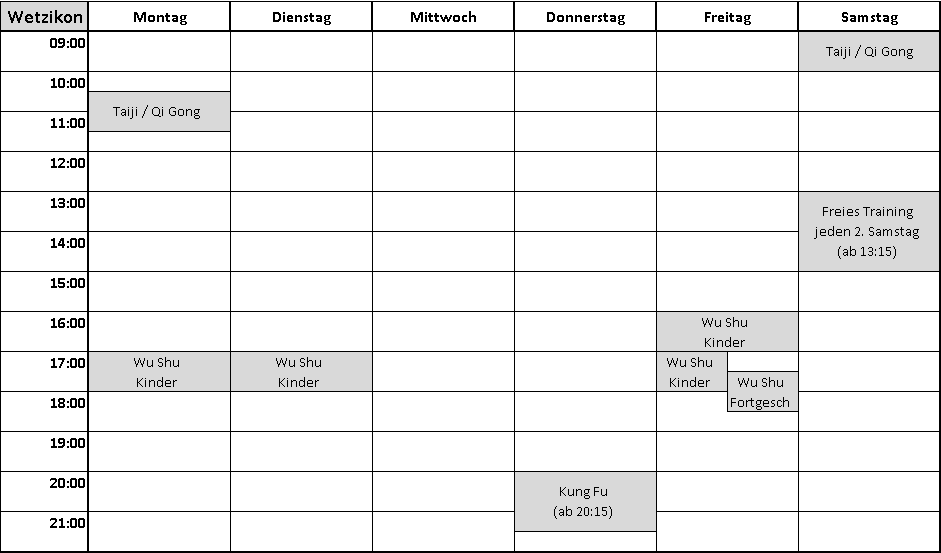 Wetzikon Montag Dienstag Mittwoch Donnerstag Freitag Samstag
09:00 Taiji / Qi Gong
10:00
Taiji / Qi Gong
11:00
12:00
13:00 Freies Training
jeden 2. Samstag
14:00 (ab 13:15)
15:00
16:00 Wu Shu
Kinder
17:00 Wu Shu Wu Shu Wu Shu
Kinder Kinder Kinder Wu Shu
18:00 Fortgesch
19:00
20:00 Kung Fu
(ab 20:15)
21:00